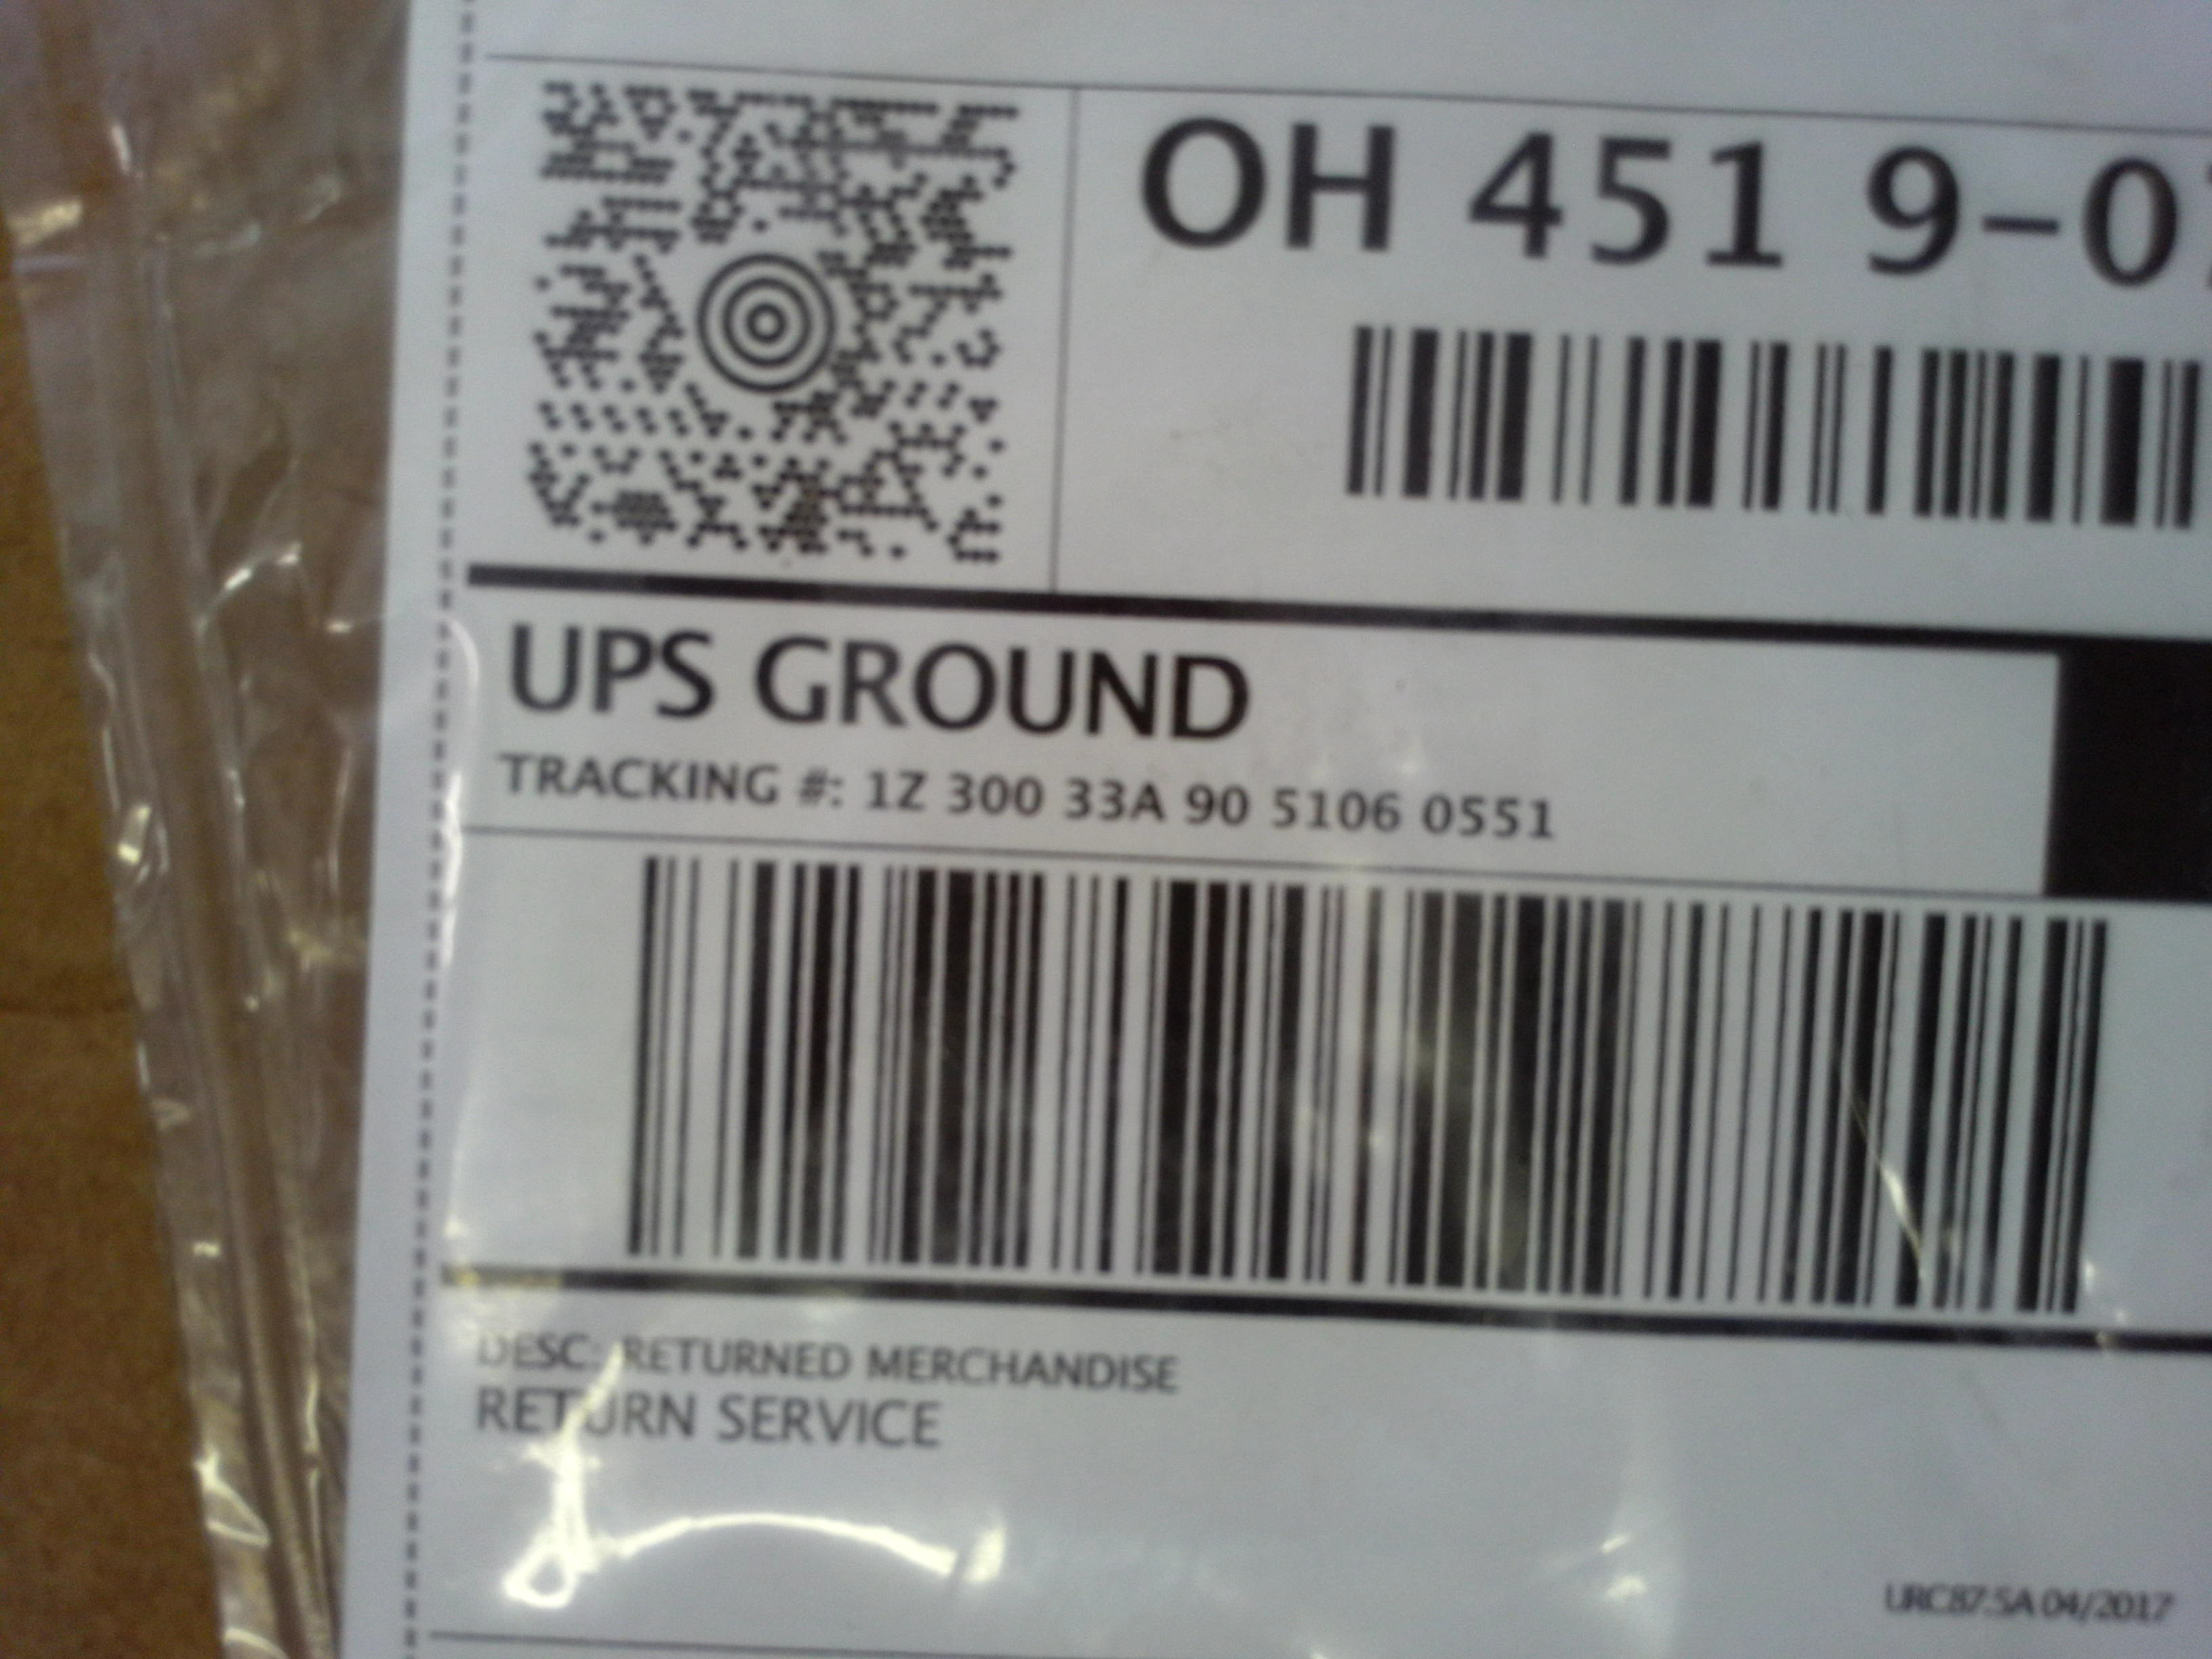 OH 451 9-0
UPS GROUND
TRACKING #: 1Z 300 33A 90 5106 0551
DESC: RETURNED MERCHANDISE
RETURN SERVICE
URC87.5A 04/2017